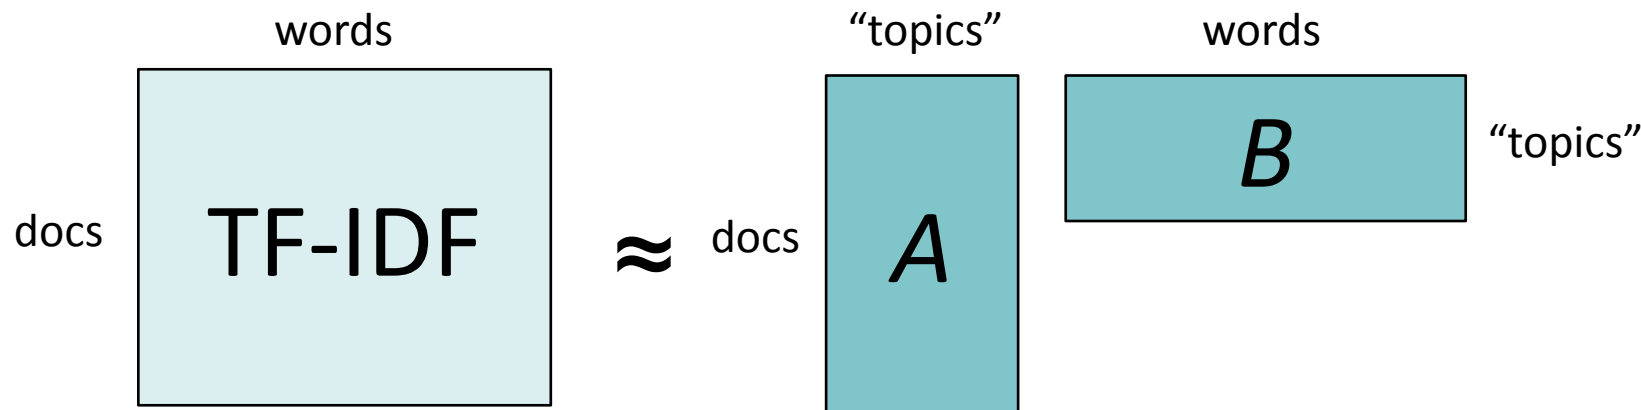 words
“topics”
words
docs
TF-IDF
≈
docs
A
B
“topics”